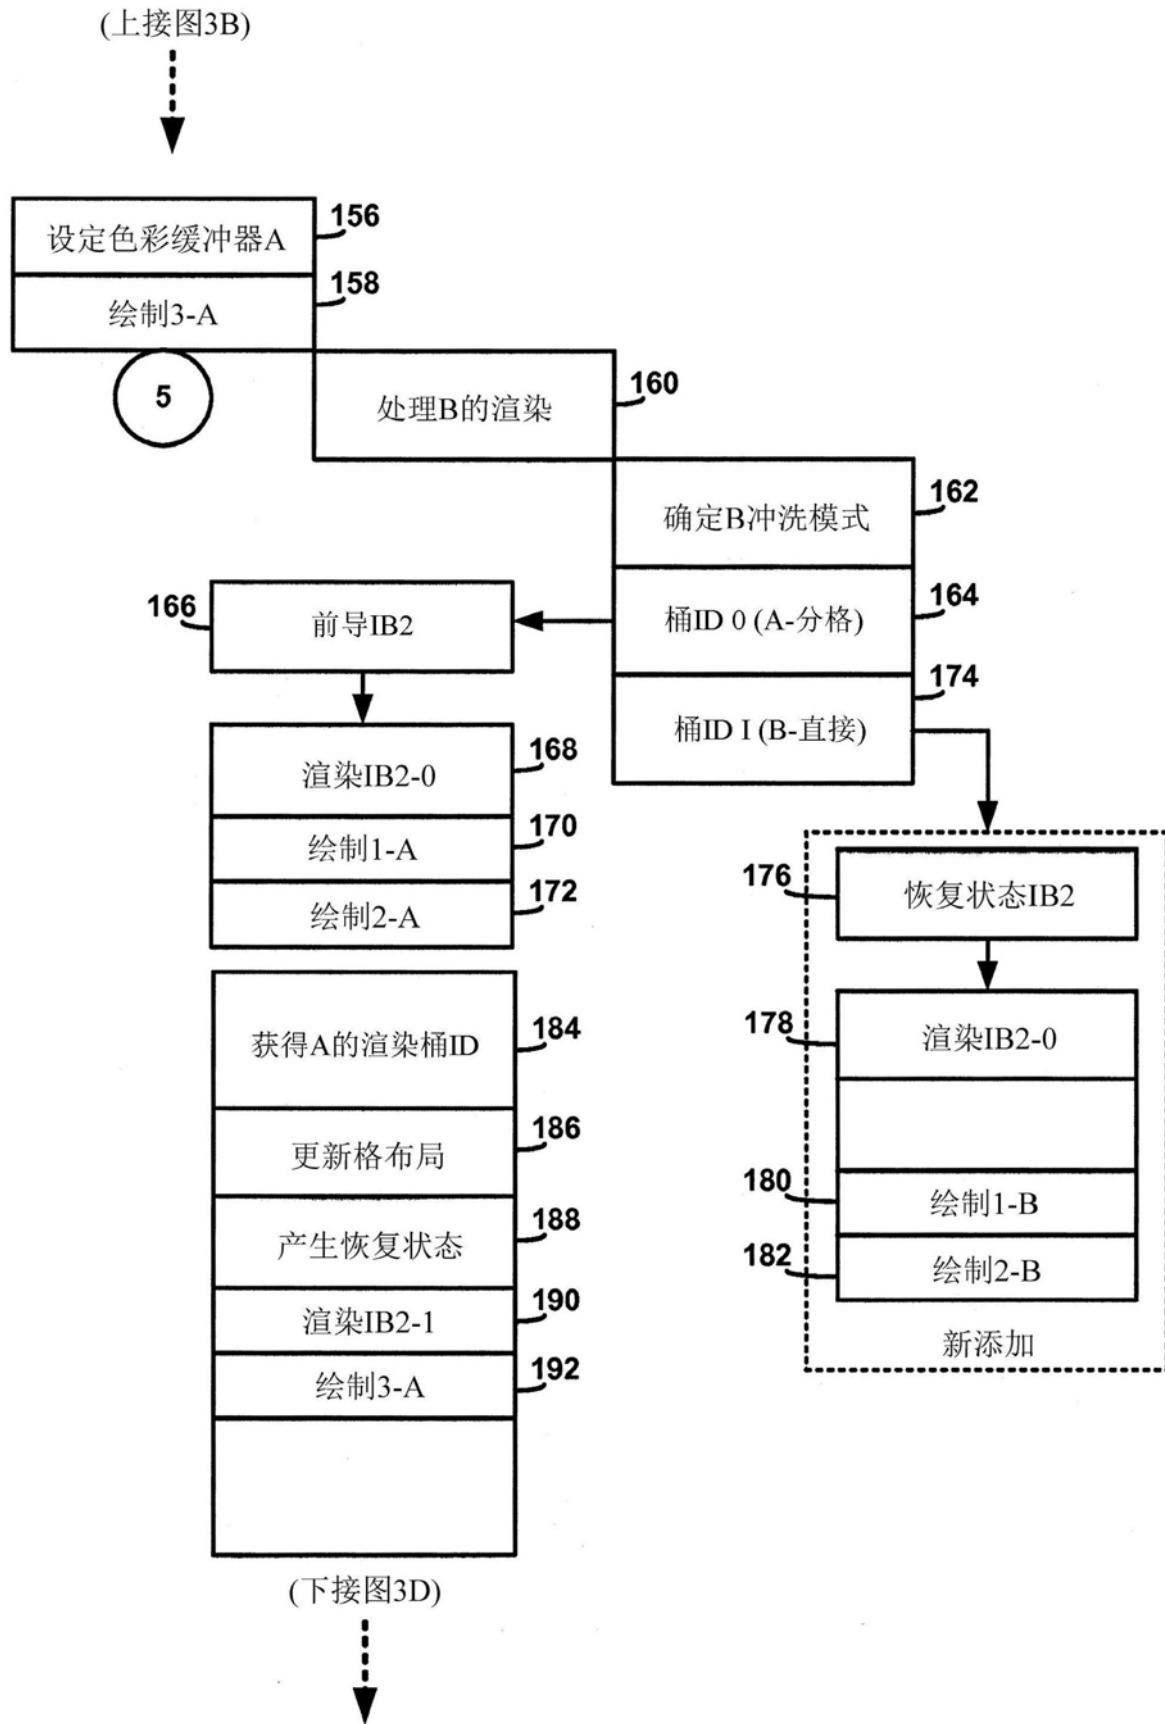 (上接图3B)
设定色彩缓冲器A
156
绘制3-A
158
5
处理B的渲染
160
确定B冲洗模式
162
桶ID 0 (A-分格)
164
桶ID I (B-直接)
174
166
前导IB2
渲染IB2-0
168
绘制1-A
170
绘制2-A
172
176
恢复状态IB2
178
渲染IB2-0
180
绘制1-B
182
绘制2-B
新添加
获得A的渲染桶ID
184
更新格布局
186
产生恢复状态
188
渲染IB2-1
190
绘制3-A
192
(下接图3D)